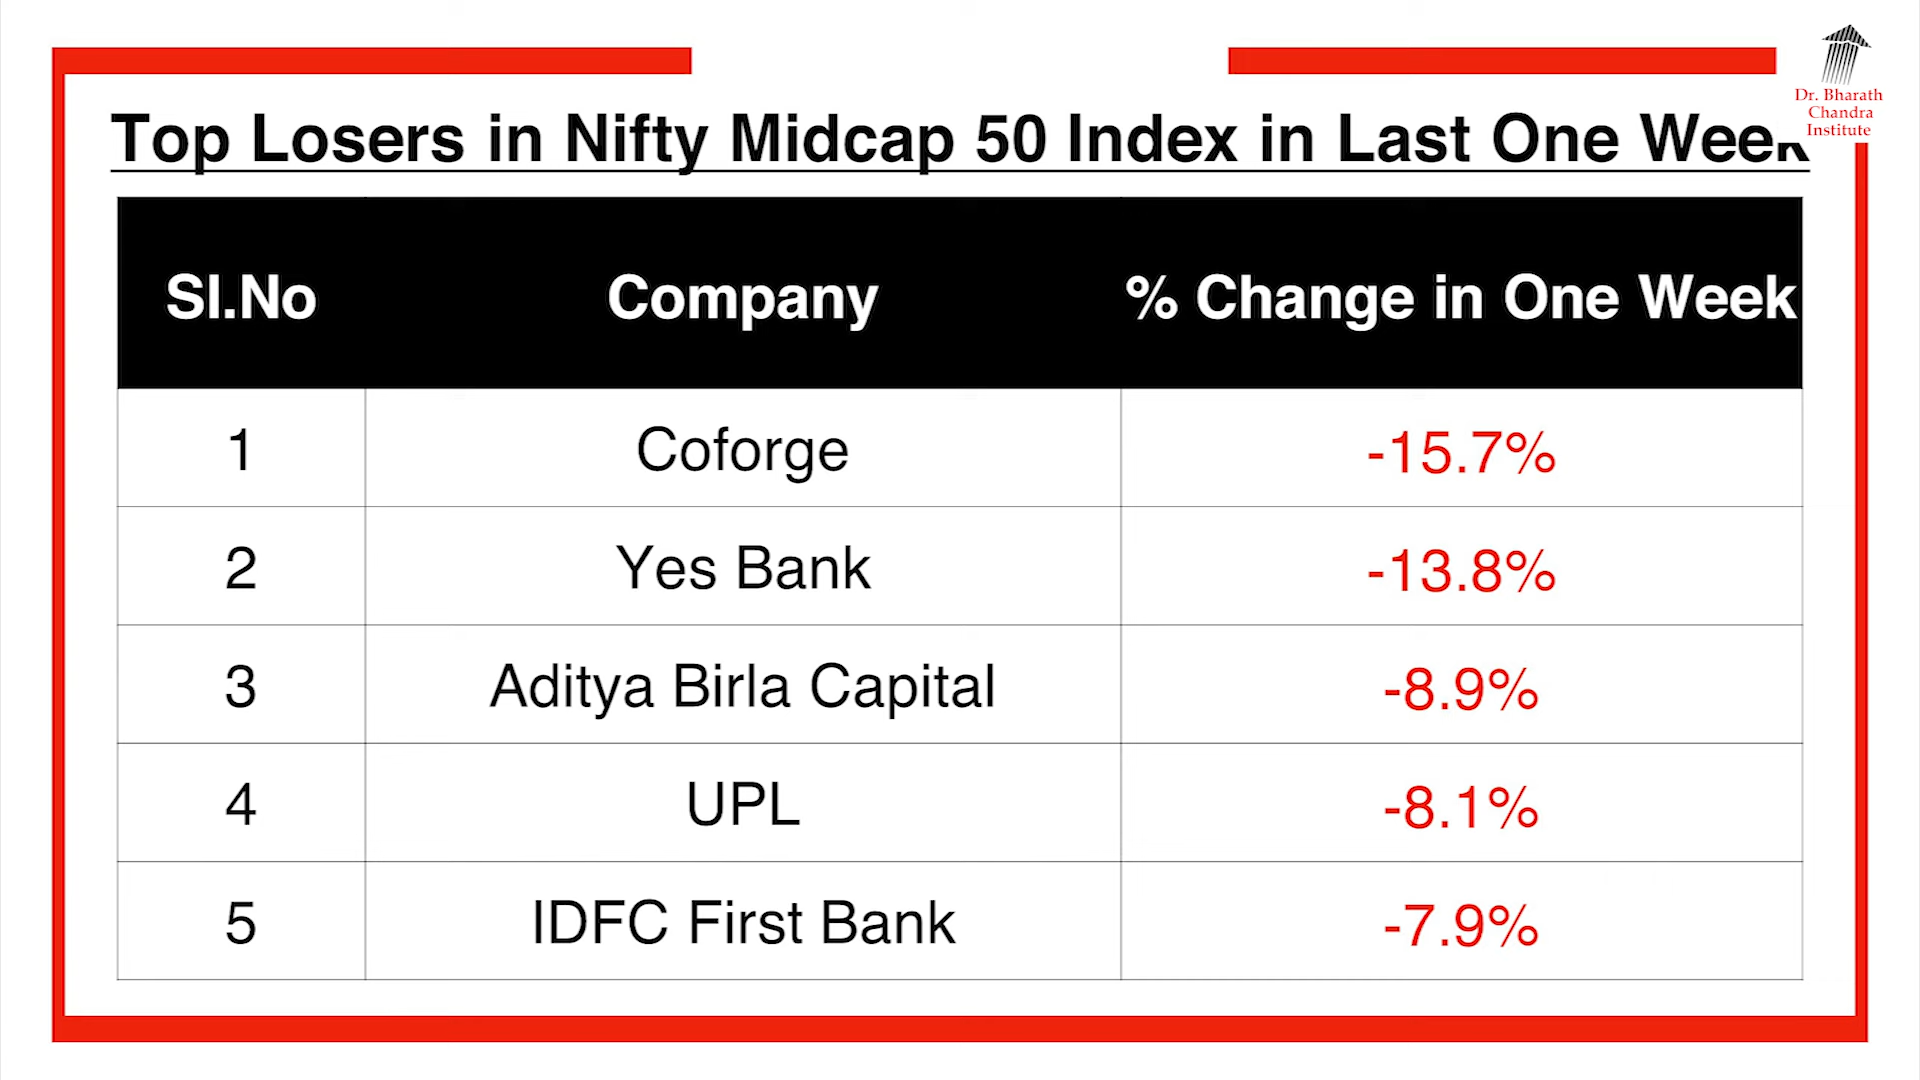 Dr. Bharath
Chandra
Institute
Top Losers in Nifty Midcap 50 Index in Last One Week
Sl.No Company % Change in One Week
1 Coforge -15.7%
2 Yes Bank -13.8%
3 Aditya Birla Capital -8.9%
4 UPL -8.1%
5 IDFC First Bank -7.9%